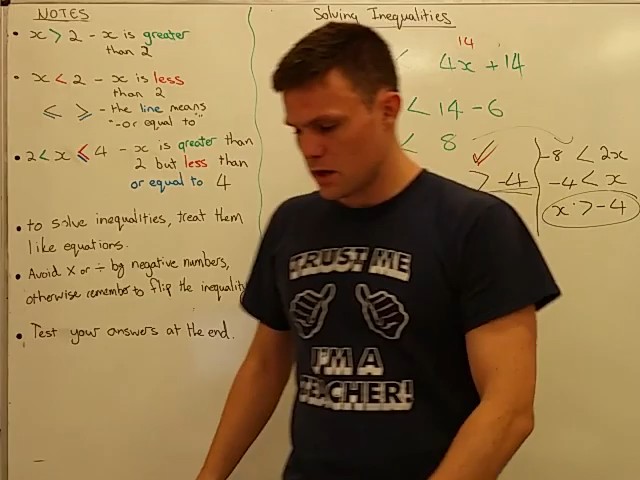 NOTES
• x > 2 - x is greater
than 2
• x < 2 - x is less
than 2
≤ ≥ - the line means
"-or equal to"
• 2 < x ≤ 4 - x is greater than
2 but less than
or equal to 4
• to solve inequalities, treat them
like equations.
• Avoid × or ÷ by negative numbers,
otherwise remember to flip the inequality
• Test your answers at the end.
Solving Inequalities
14
< 4x + 14
< 14 - 6
< 8
> -4
-8 < 2x
-4 < x
x > -4
TRUST ME
I'M A
TEACHER!